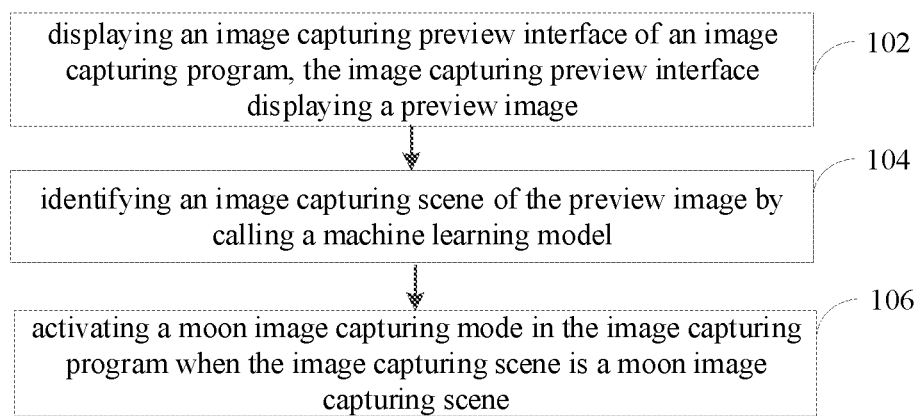 displaying an image capturing preview interface of an image
capturing program, the image capturing preview interface
displaying a preview image
102
identifying an image capturing scene of the preview image by
calling a machine learning model
104
activating a moon image capturing mode in the image capturing
program when the image capturing scene is a moon image
capturing scene
106